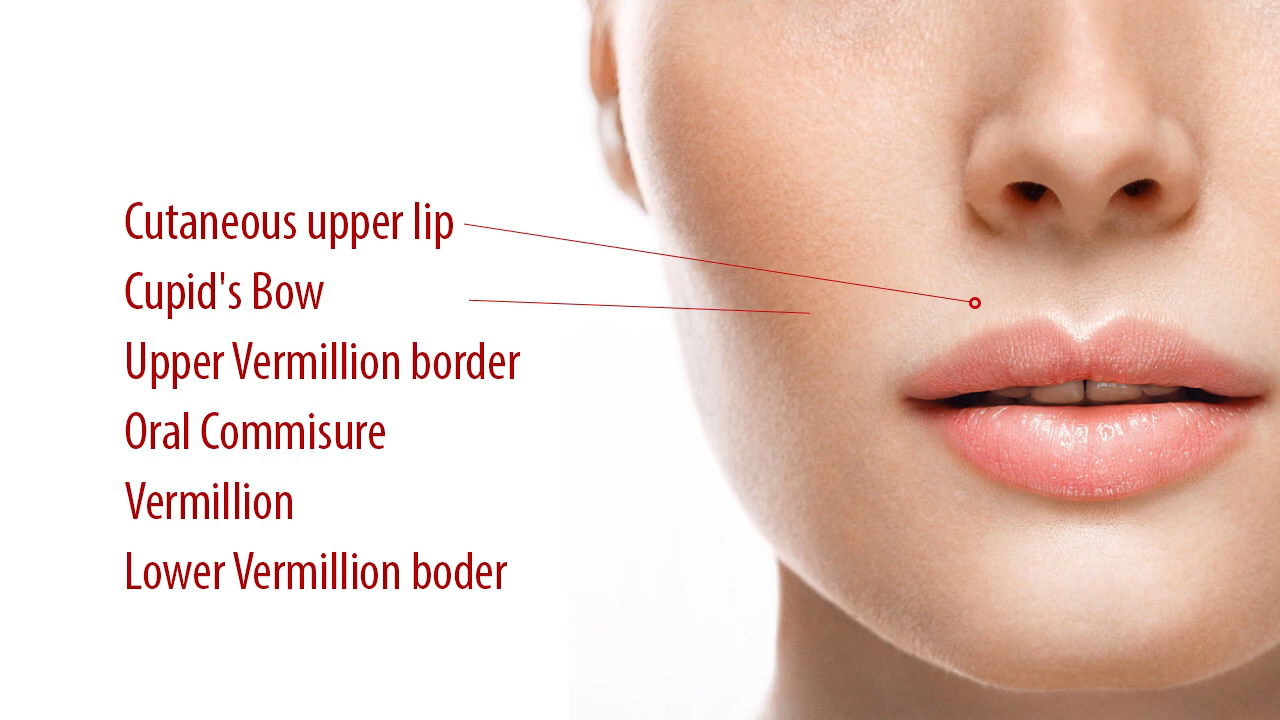 Cutaneous upper lip
Cupid's Bow
Upper Vermillion border
Oral Commisure
Vermillion
Lower Vermillion boder